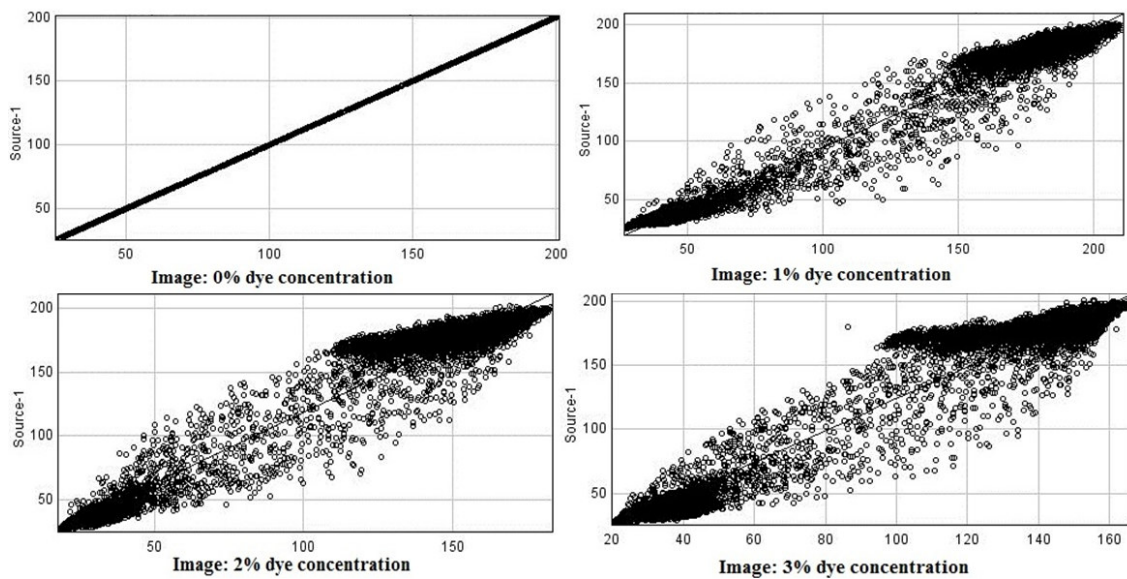 200
150
100
50
Source-1
50 100 150 200
Image: 0% dye concentration
200
150
100
50
Source-1
50 100 150 200
Image: 1% dye concentration
200
150
100
50
Source-1
50 100 150
Image: 2% dye concentration
200
150
100
50
Source-1
20 40 60 80 100 120 140 160
Image: 3% dye concentration